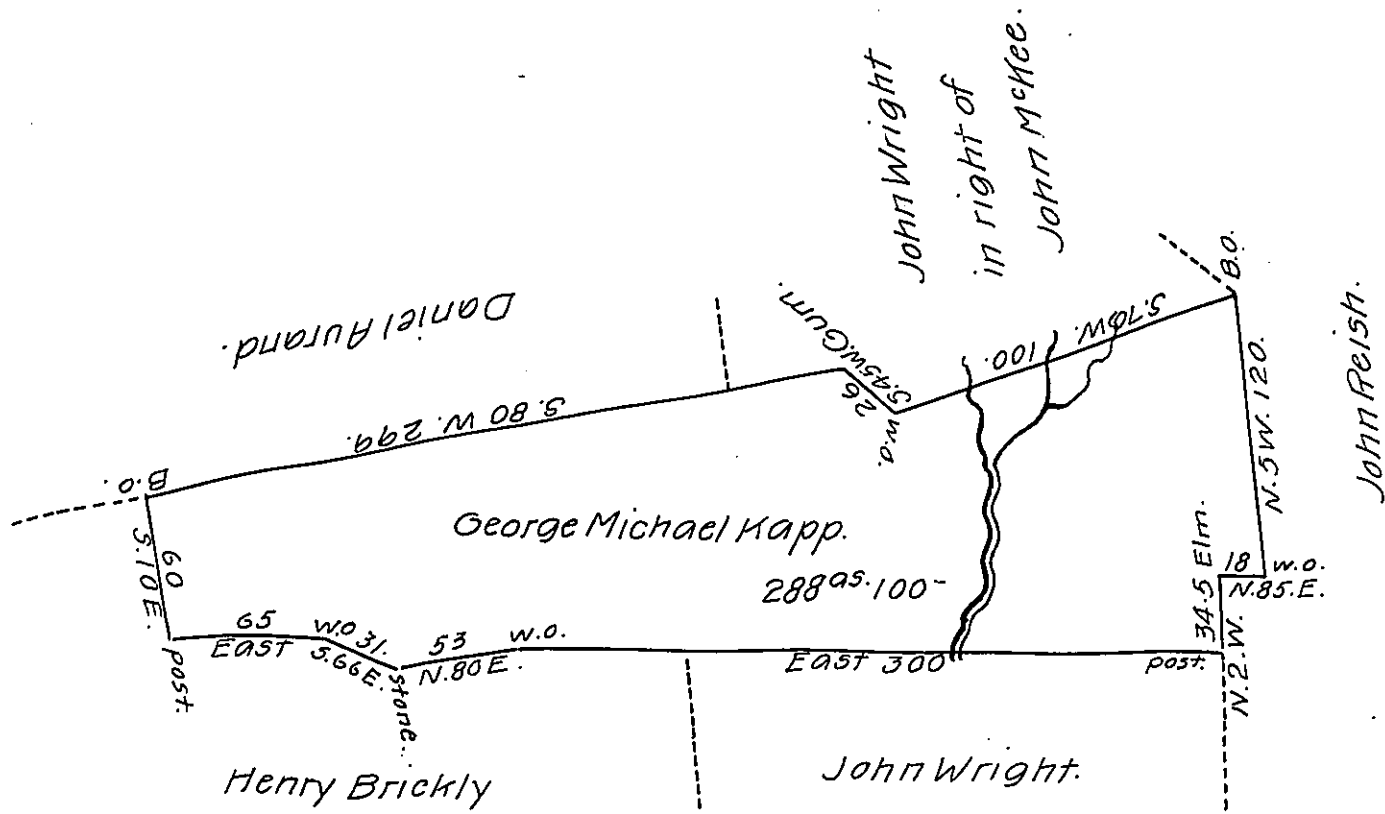 John Wright
in right of
John McKee.
Daniel Aurand.
Gum.
S.45W.
26
w.o.
S.70W.
100.
B.O.
John Reish.
N.5W. 120.
S. 80 W. 299.
B.O.
S.10E.
60
George Michael Kapp.
288as. 100-
34.5 Elm.
18 w.o.
N.85.E.
N.2.W.
post.
65
East
W.O 31.
S.66E.
stone.
53 w.o.
N.80E.
East 300
post.
Henry Brickly
John Wright.